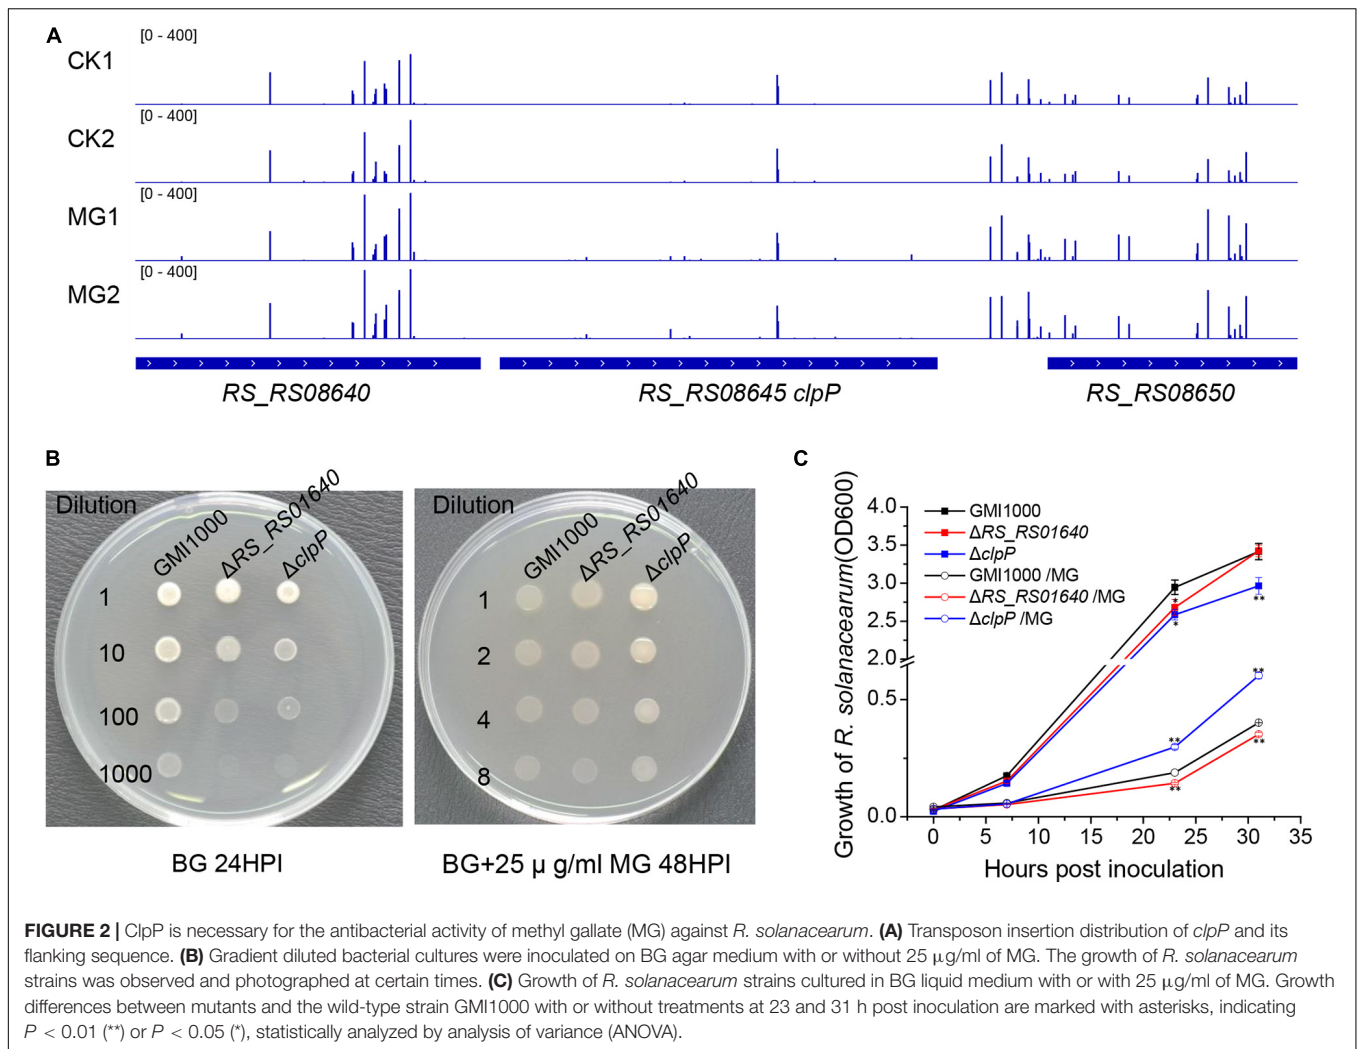 A
[0 - 400]
CK1
[0 - 400]
CK2
[0 - 400]
MG1
[0 - 400]
MG2
RS_RS08640
RS_RS08645 clpP
RS_RS08650
B
Dilution
GMI1000
ΔRS_RS01640
ΔclpP
1
10
100
1000
BG 24HPI
Dilution
GMI1000
ΔRS_RS01640
ΔclpP
1
2
4
8
BG+25 μ g/ml MG 48HPI
C
Growth of R. solanacearum(OD600)
4.0
3.5
3.0
2.5
2.0
0.5
0.0
GMI1000
ΔRS_RS01640
ΔclpP
GMI1000 /MG
ΔRS_RS01640 /MG
ΔclpP /MG
*
*
**
**
**
**
**
0 5 10 15 20 25 30 35
Hours post inoculation
FIGURE 2 | ClpP is necessary for the antibacterial activity of methyl gallate (MG) against R. solanacearum. (A) Transposon insertion distribution of clpP and its
flanking sequence. (B) Gradient diluted bacterial cultures were inoculated on BG agar medium with or without 25 μg/ml of MG. The growth of R. solanacearum
strains was observed and photographed at certain times. (C) Growth of R. solanacearum strains cultured in BG liquid medium with or with 25 μg/ml of MG. Growth
differences between mutants and the wild-type strain GMI1000 with or without treatments at 23 and 31 h post inoculation are marked with asterisks, indicating
P < 0.01 (**) or P < 0.05 (*), statistically analyzed by analysis of variance (ANOVA).